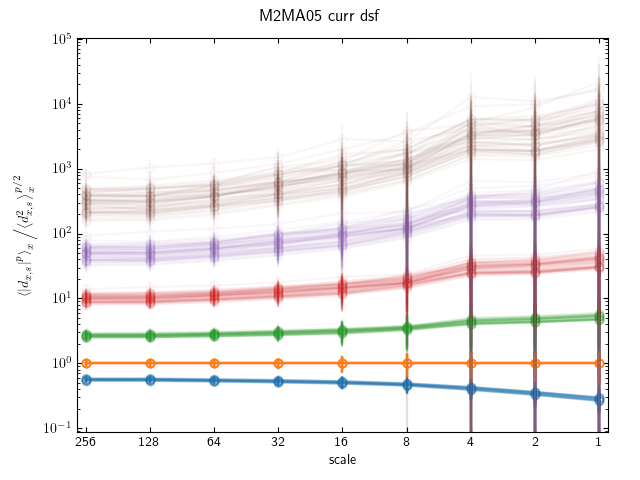 M2MA05 curr dsf
10^5
10^4
10^3
10^2
10^1
10^0
10^{-1}
⟨|d_{x,s}|^p⟩_x / ⟨d_{x,s}^2⟩_x^{p/2}
256 128 64 32 16 8 4 2 1
scale